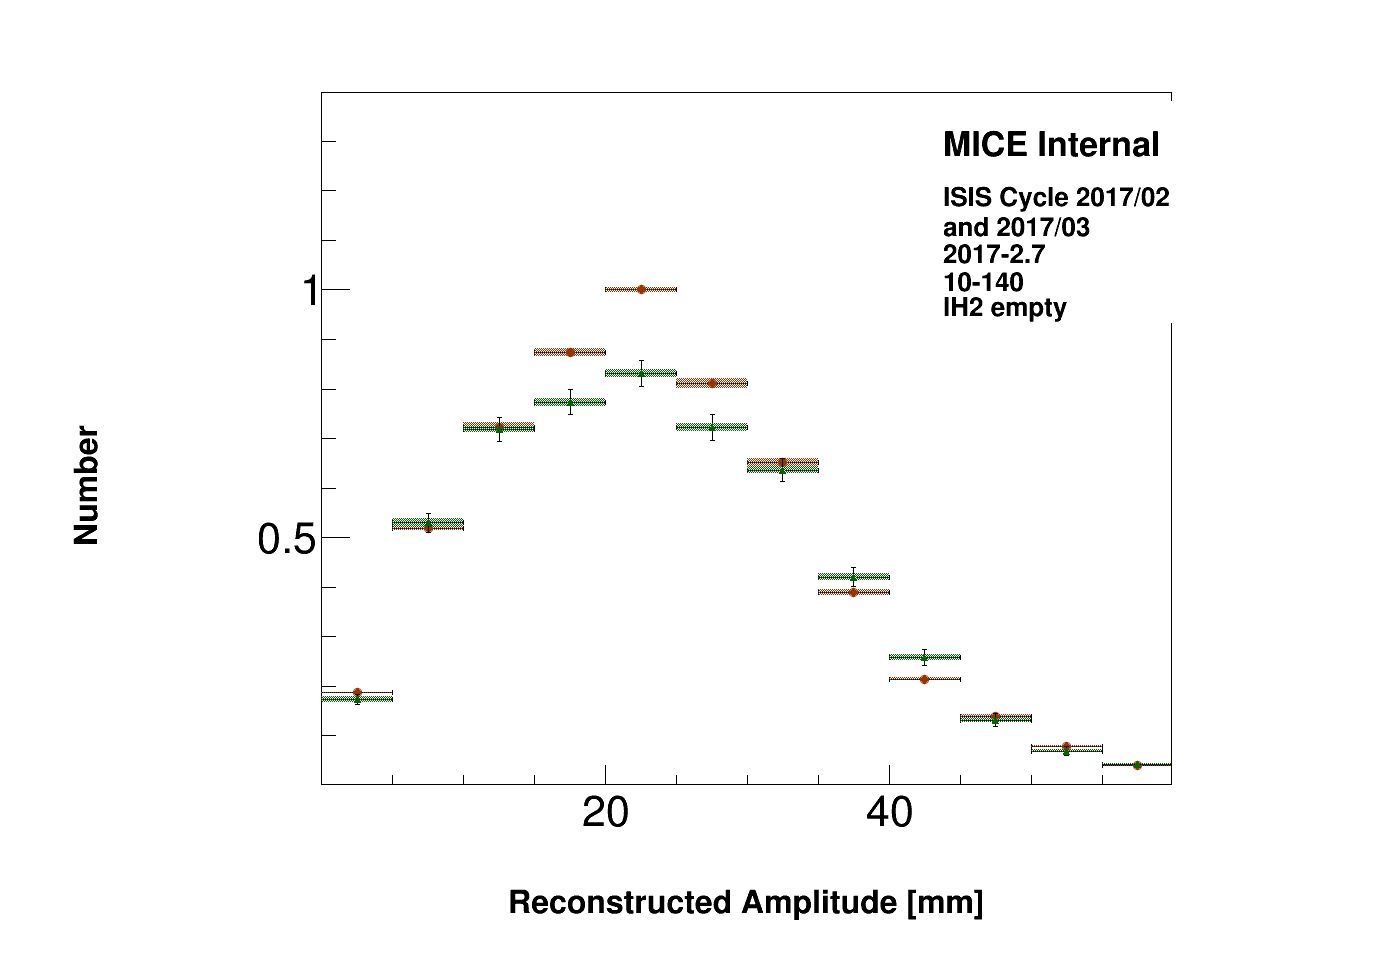 MICE Internal
ISIS Cycle 2017/02
and 2017/03
2017-2.7
10-140
IH2 empty
1
0.5
Number
20 40
Reconstructed Amplitude [mm]